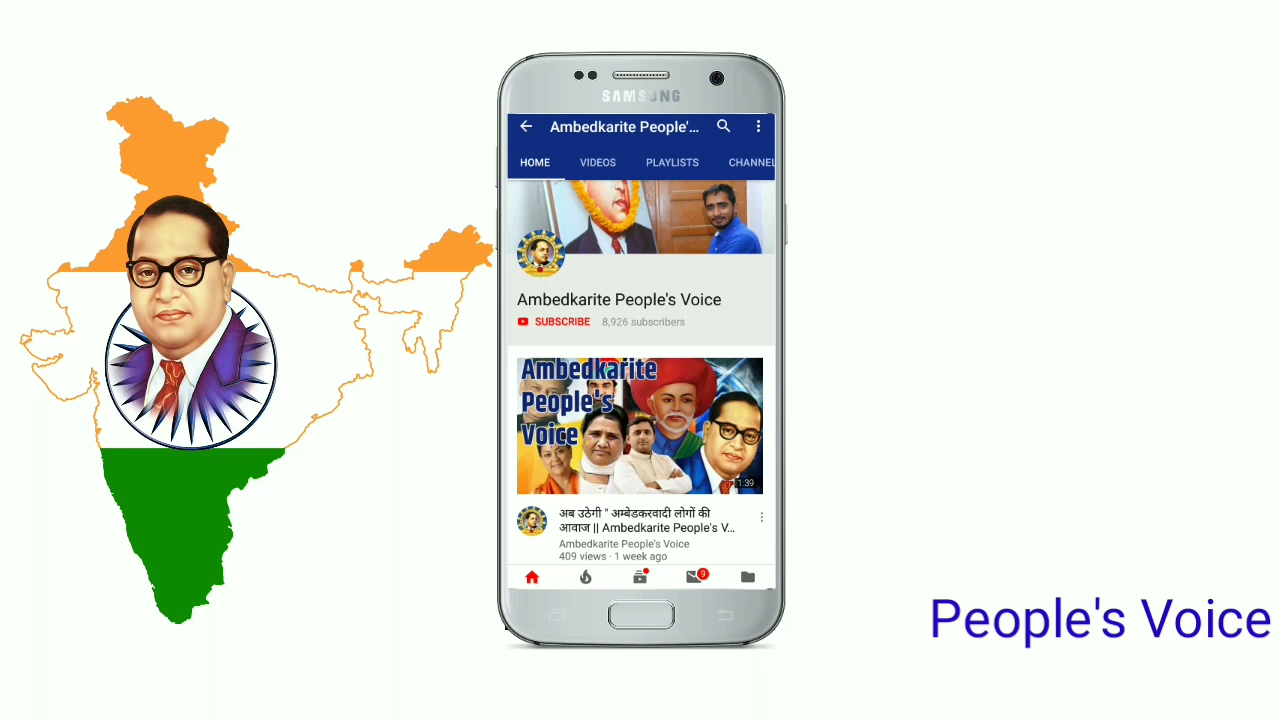 SAMSUNG
Ambedkarite People'...
HOME VIDEOS PLAYLISTS CHANNEL
Ambedkarite People's Voice
SUBSCRIBE 8,926 subscribers
Ambedkarite
People's
Voice
1:39
अब उठेगी " अम्बेडकरवादी लोगों की
आवाज || Ambedkarite People's V...
Ambedkarite People's Voice
409 views · 1 week ago
9
People's Voice